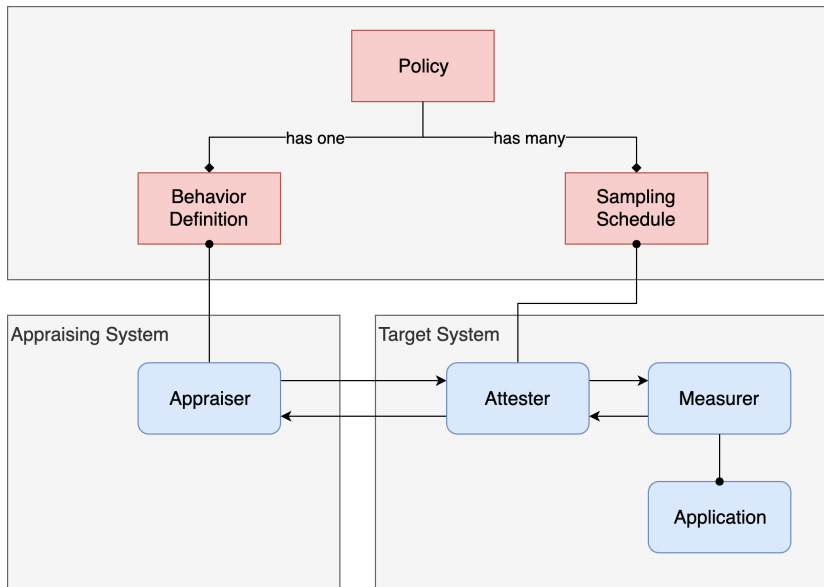 Policy
has one
has many
Behavior
Definition
Sampling
Schedule
Appraising System
Target System
Appraiser
Attester
Measurer
Application